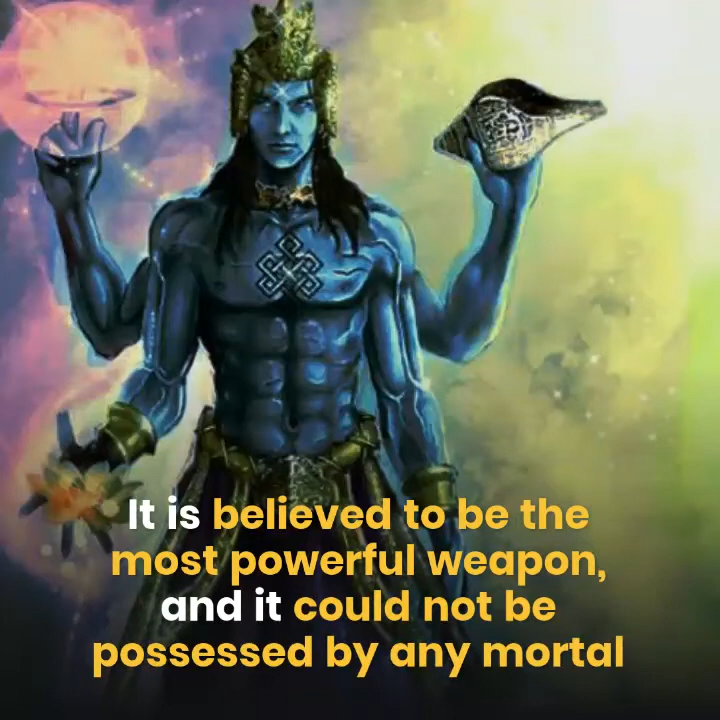 It is believed to be the
most powerful weapon,
and it could not be
possessed by any mortal